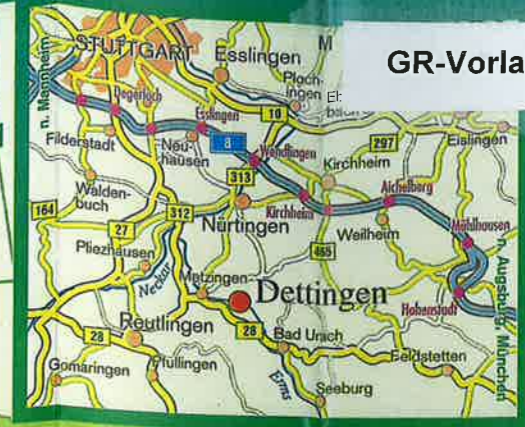 GR-Vorla
STUTTGART
Esslingen
M
n. Mannheim
Degerloch
Ploch-
ingen
Esslingen
10
Filderstadt
Neu-
hausen
8
Wendlingen
297
Eislingen
Kirchheim
313
Walden-
buch
Aichelberg
164
312
Nürtingen
Kirchheim
27
Weilheim
Mühlhausen
465
Pliezhausen
Neckar
Metzingen
Dettingen
n. Augsburg, München
Hohenstadt
Reutlingen
28
28
Bad Urach
Feldstetten
Gomaringen
Pfullingen
Erms
Seeburg